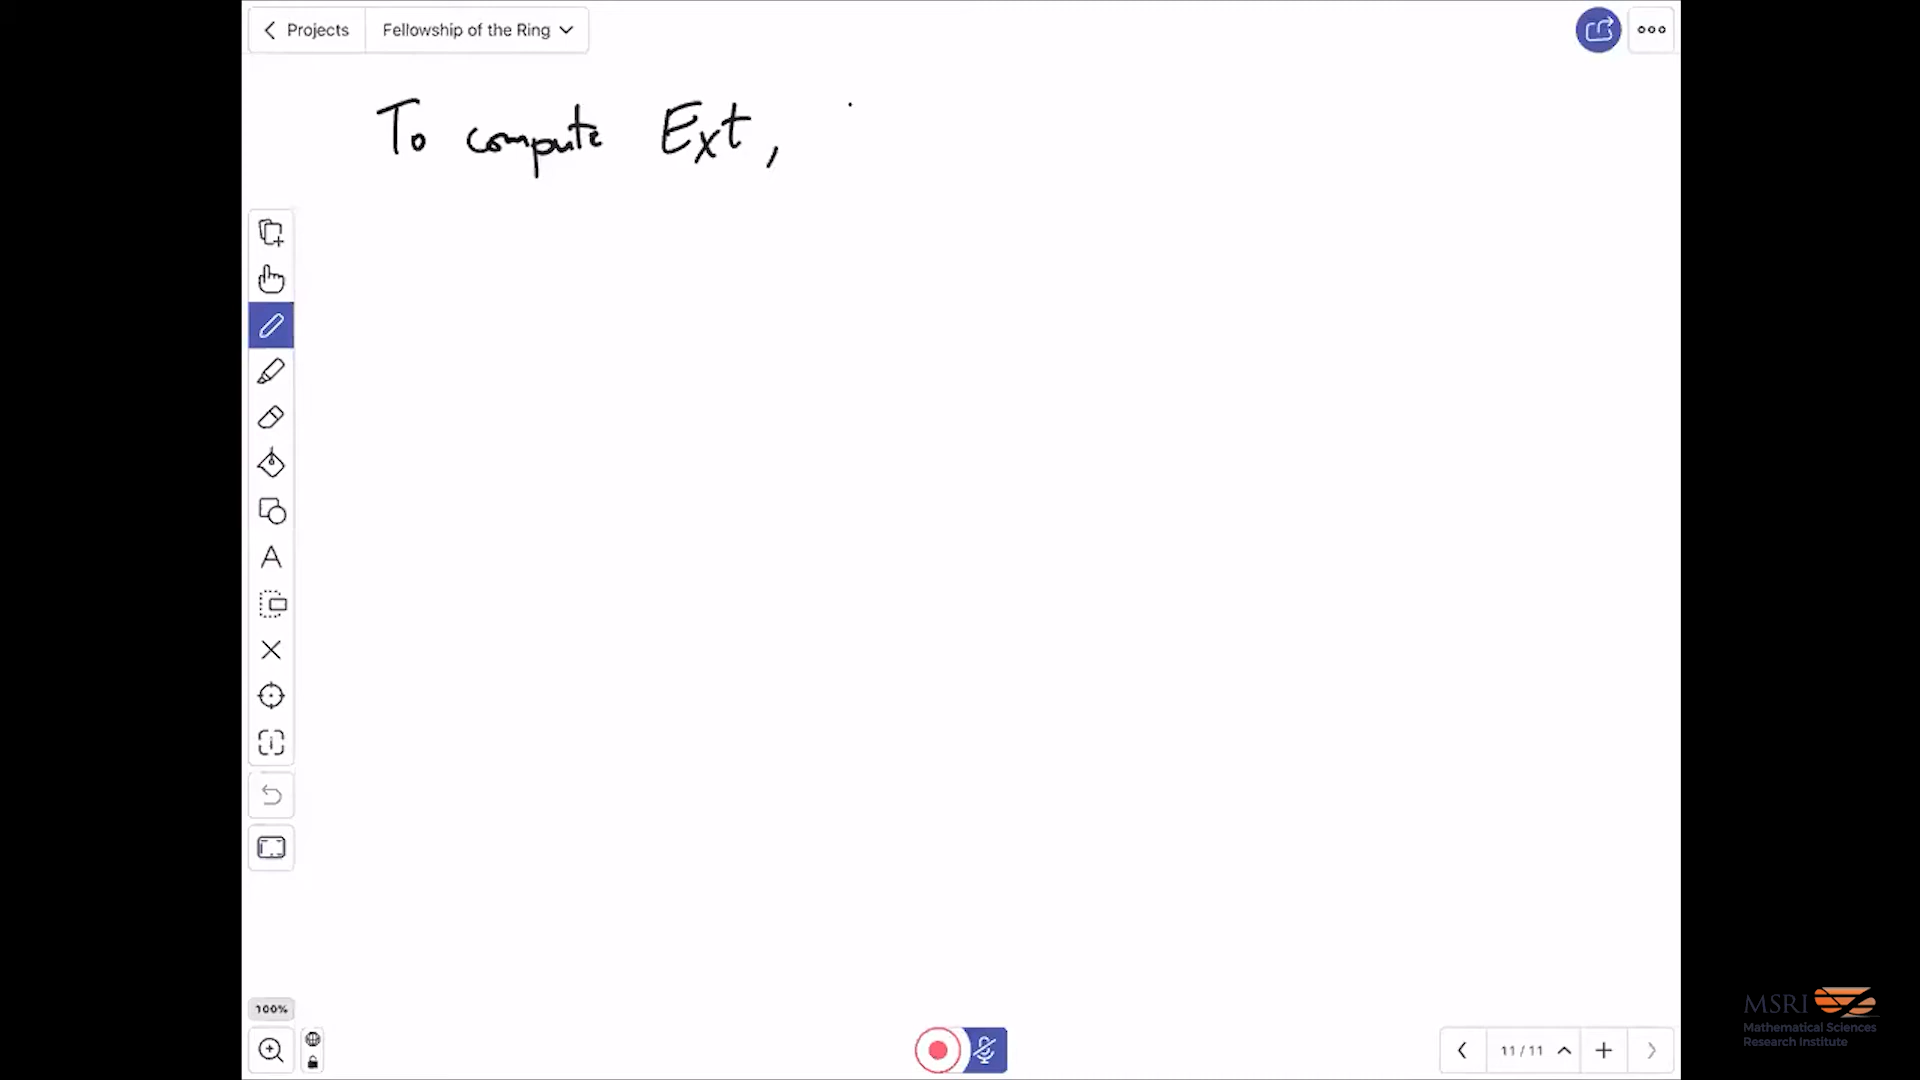 Projects
Fellowship of the Ring
To compute Ext,
A
100%
11/11
MSRI
Mathematical Sciences
Research Institute